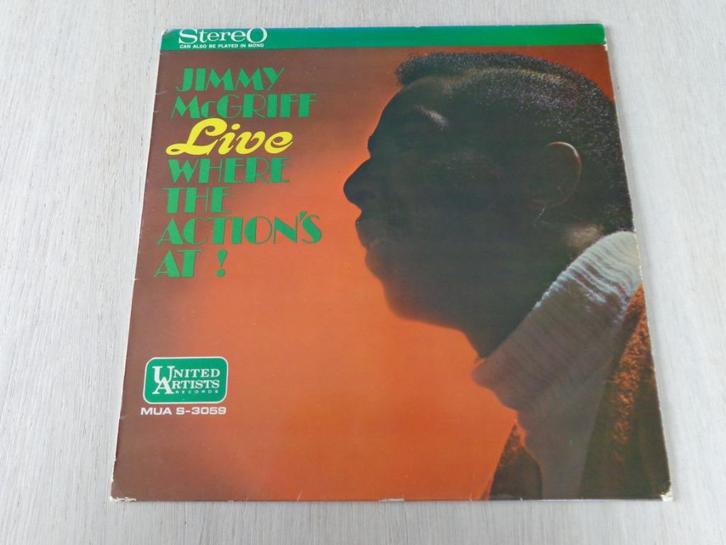 Stereo
CAN ALSO BE PLAYED IN MONO
JIMMY
McGRIFF
Live
WHERE
THE
ACTION'S
AT !
UNITED
ARTISTS
RECORDS
MUA S-3059